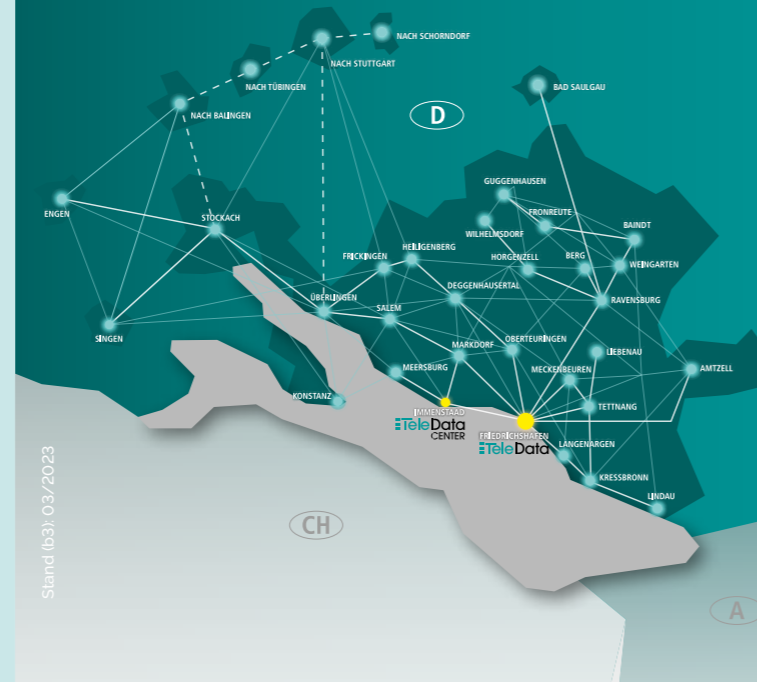 NACH SCHORNDORF
NACH STUTTGART
NACH TÜBINGEN
BAD SAULGAU
NACH BALINGEN
D
GUGGENHAUSEN
ENGEN
STOCKACH
FRONREUTE
BAINDT
WILHELMSDORF
HEILIGENBERG
FRICKINGEN
HORGENZELL
BERG
WEINGARTEN
DEGGENHAUSERTAL
ÜBERLINGEN
RAVENSBURG
SALEM
SINGEN
OBERTEURINGEN
MARKDORF
LIEBENAU
MEERSBURG
MECKENBEUREN
AMTZELL
KONSTANZ
TETTNANG
IMMENSTAAD
TeleData
CENTER
FRIEDRICHSHAFEN
TeleData
LANGENARGEN
KRESSBRONN
LINDAU
CH
A
Stand (b3): 03/2023